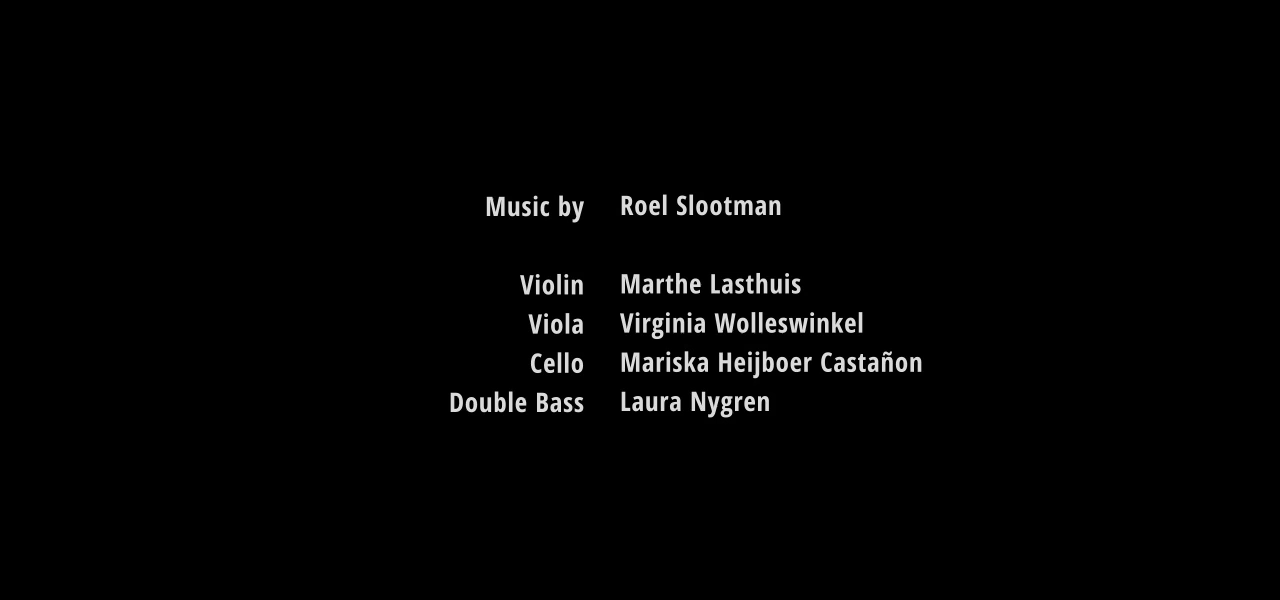 Music by Roel Slootman
Violin Marthe Lasthuis
Viola Virginia Wolleswinkel
Cello Mariska Heijboer Castañon
Double Bass Laura Nygren